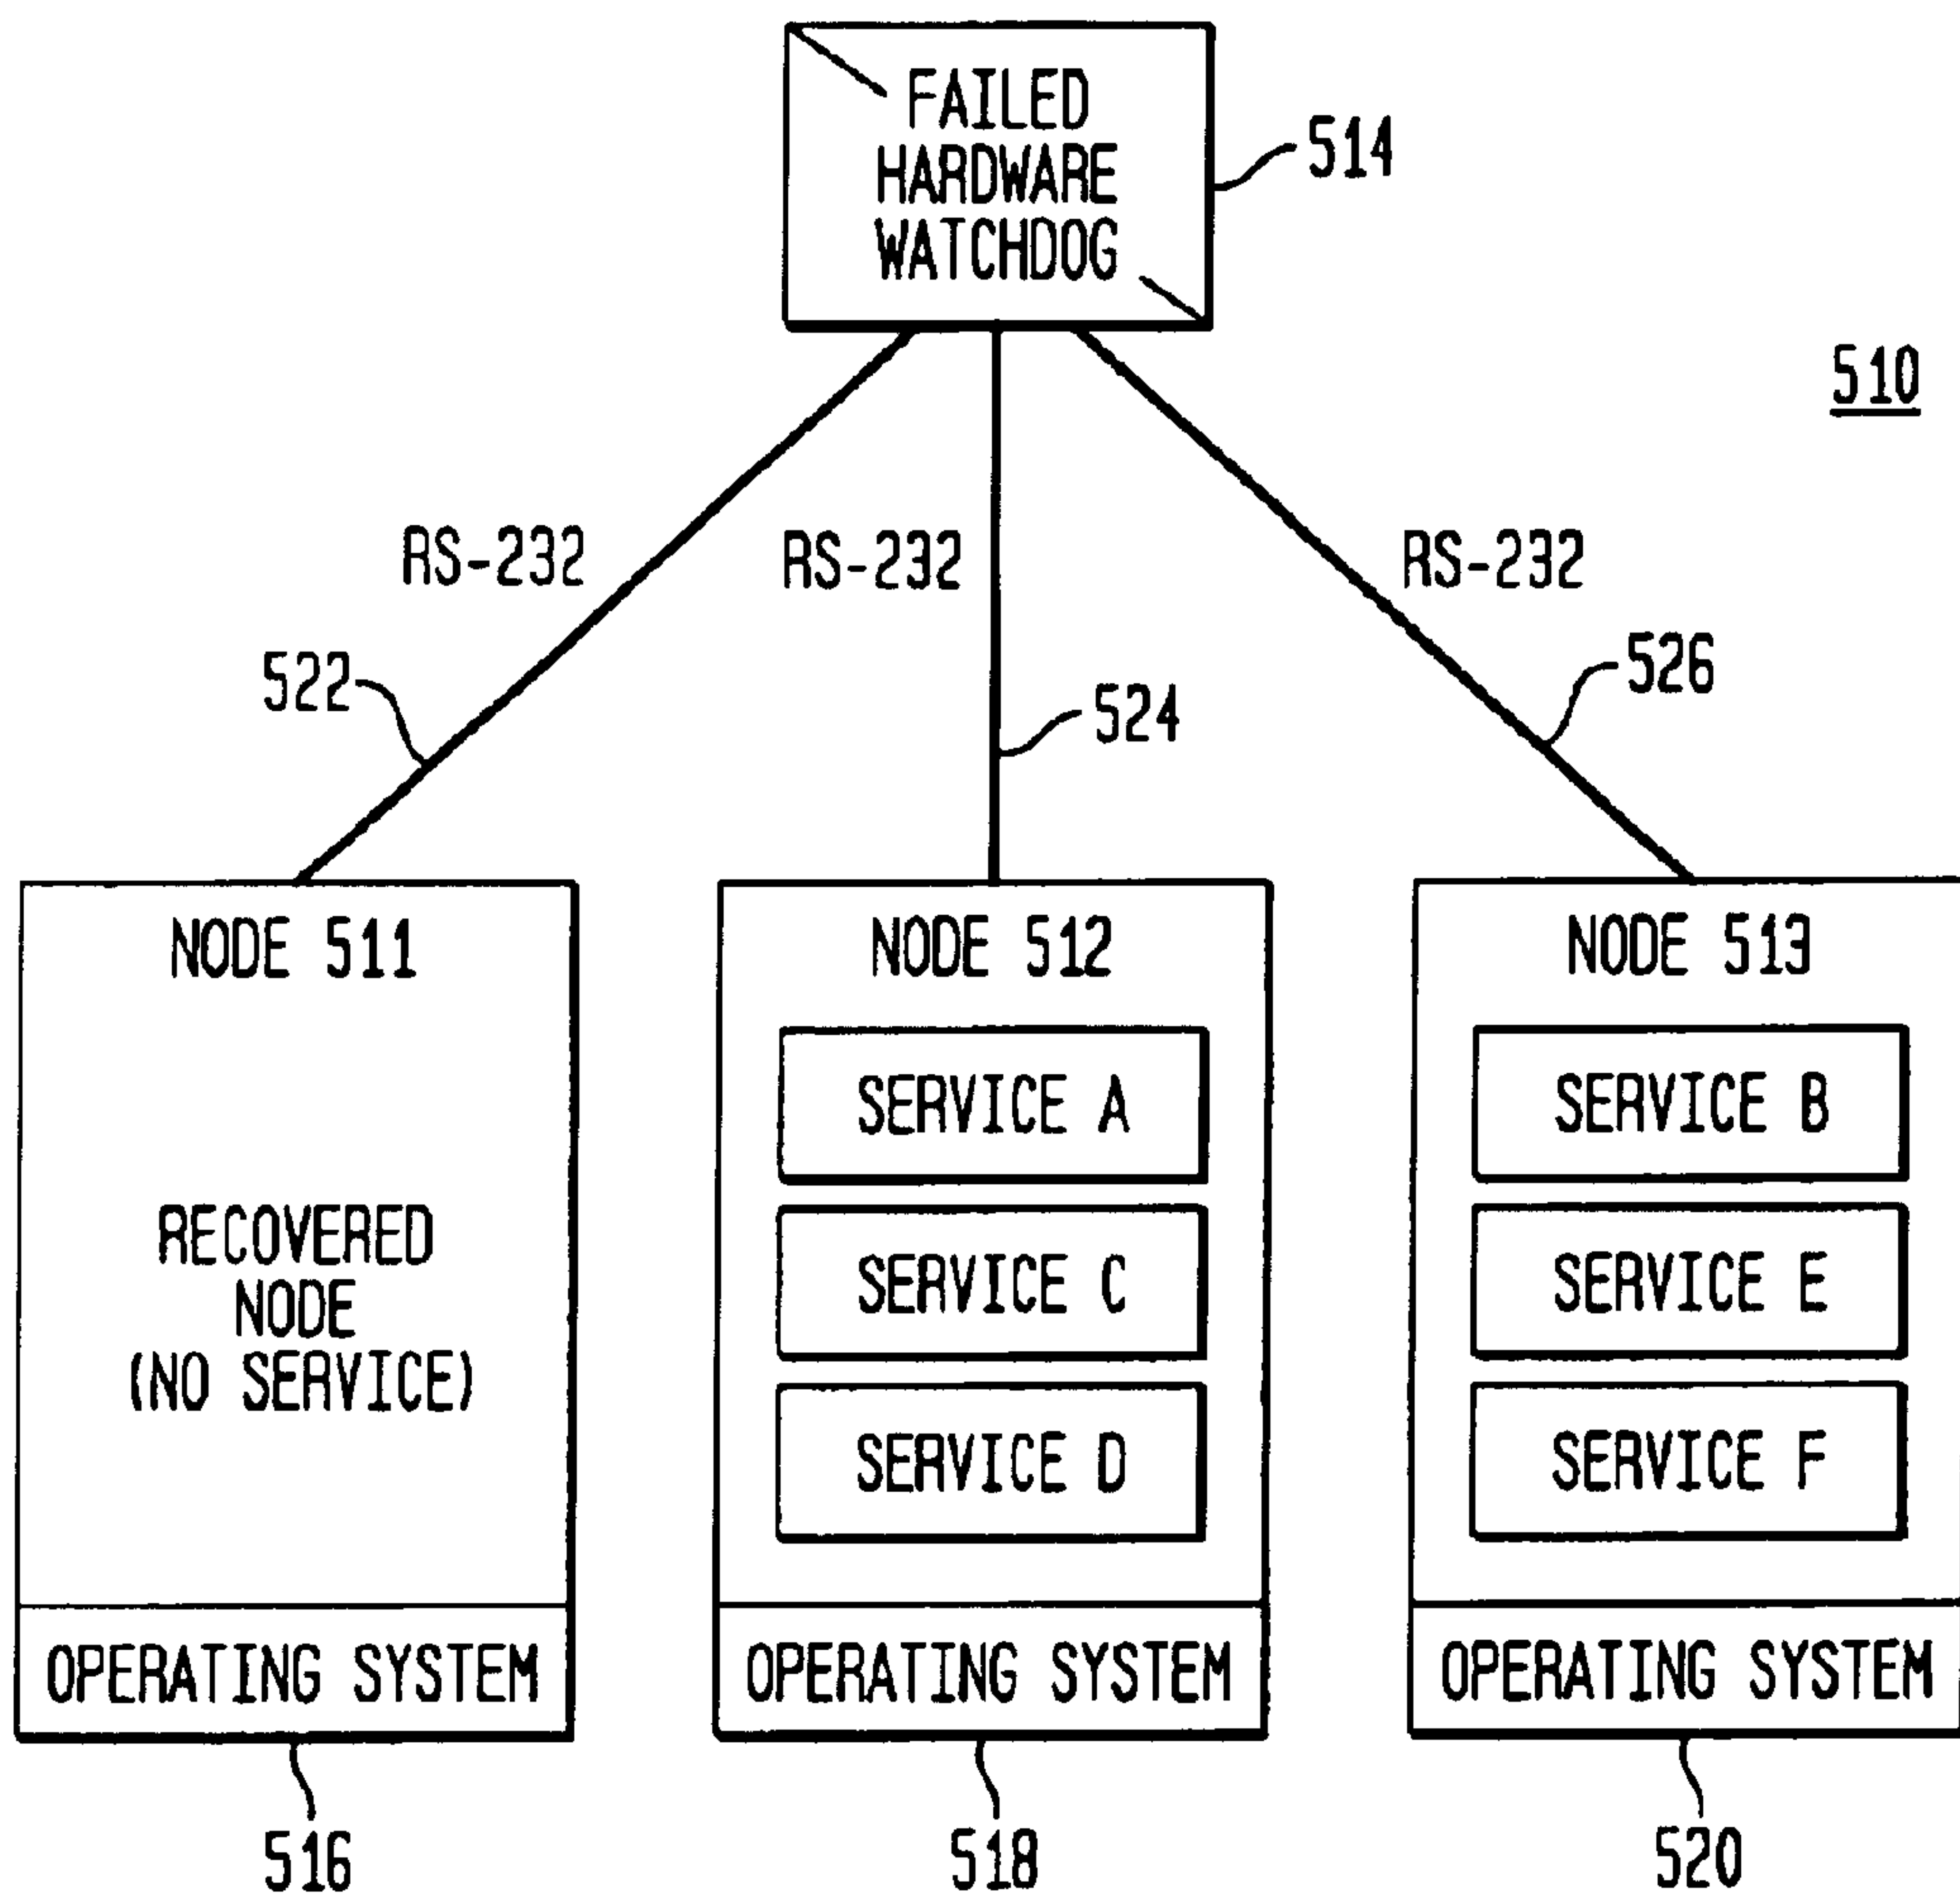 FAILED
HARDWARE
WATCHDOG
514
510
RS-232
RS-232
RS-232
522
524
526
NODE 511
RECOVERED
NODE
(NO SERVICE)
OPERATING SYSTEM
516
NODE 512
SERVICE A
SERVICE C
SERVICE D
OPERATING SYSTEM
518
NODE 513
SERVICE B
SERVICE E
SERVICE F
OPERATING SYSTEM
520